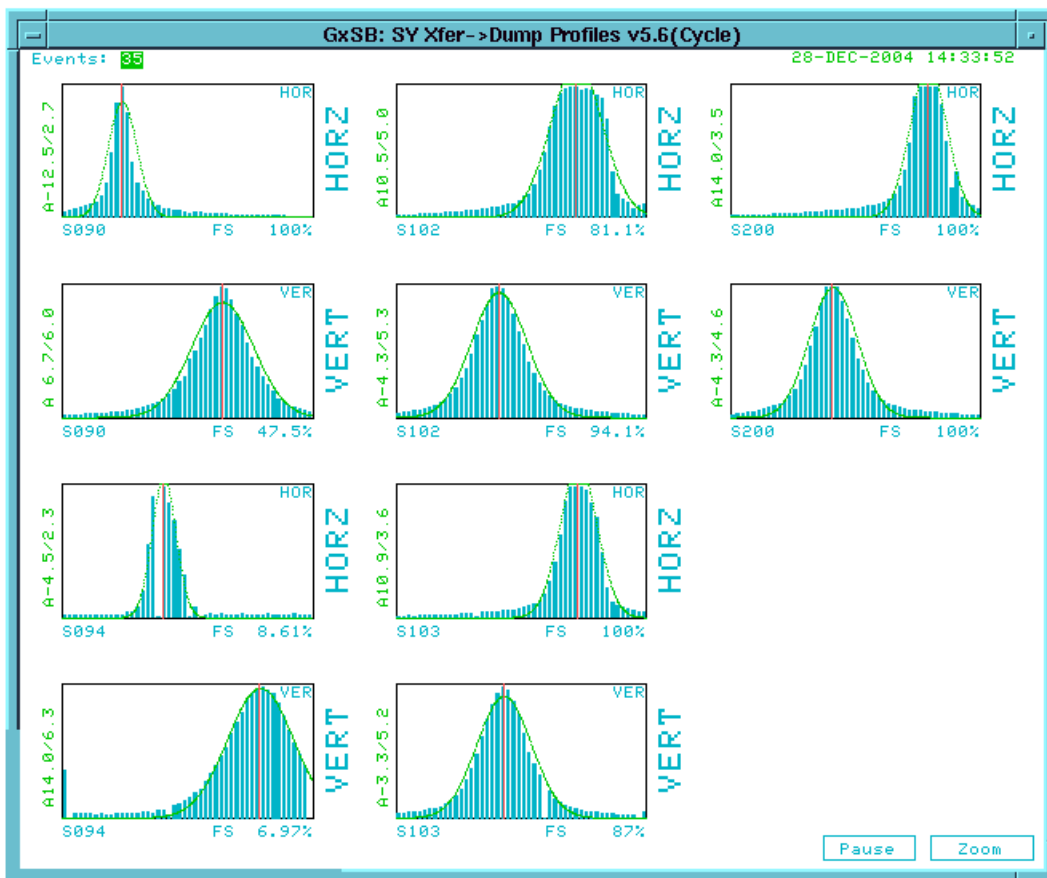 GxSB: SY Xfer->Dump Profiles v5.6(Cycle)
Events: 35 28-DEC-2004 14:33:52
A-12.5/2.7 HOR HORZ
S090 FS 100%
A10.5/5.0 HOR HORZ
S102 FS 81.1%
A14.0/3.5 HOR HORZ
S200 FS 100%
A 6.7/6.0 VER VERT
S090 FS 47.5%
A-4.3/5.3 VER VERT
S102 FS 94.1%
A-4.3/4.6 VER VERT
S200 FS 100%
A-4.5/2.3 HOR HORZ
S094 FS 8.61%
A10.9/3.6 HOR HORZ
S103 FS 100%
A14.0/6.3 VER VERT
S094 FS 6.97%
A-3.3/5.2 VER VERT
S103 FS 87%
Pause Zoom